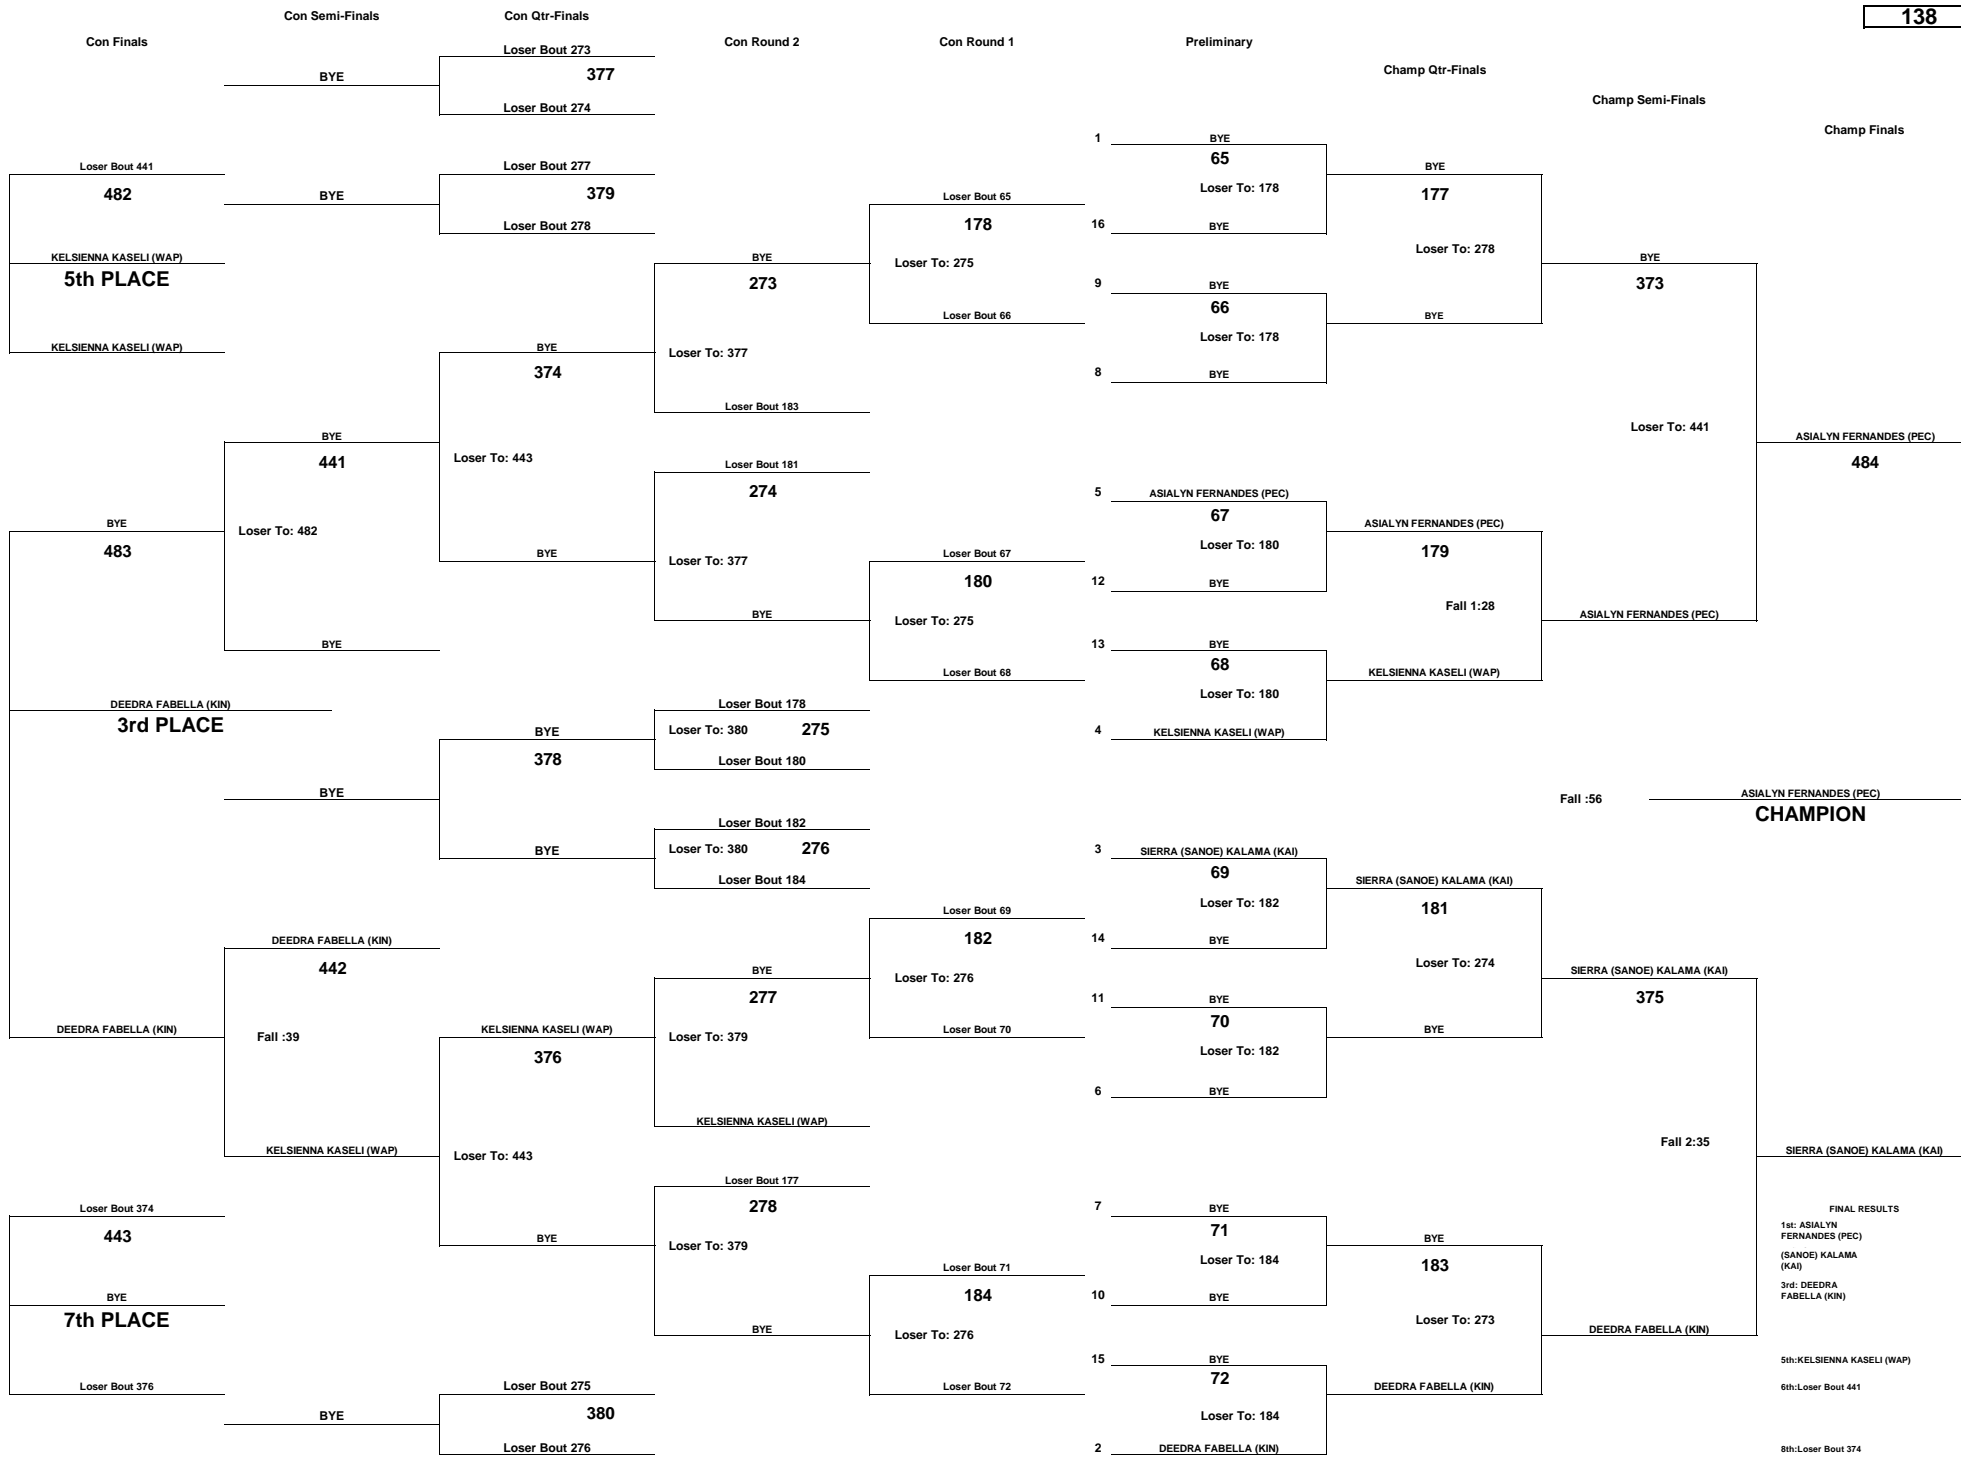 Con Semi-Finals
Con Qtr-Finals
138
Con Finals
Con Round 2
Con Round 1
Preliminary
Champ Qtr-Finals
Champ Semi-Finals
Champ Finals
Loser Bout 273
BYE
377
Loser Bout 274
Loser Bout 441
482
KELSIENNA KASELI (WAP)
5th PLACE
KELSIENNA KASELI (WAP)
Loser Bout 277
BYE
379
Loser Bout 278
BYE
273
Loser To: 377
Loser Bout 183
BYE
374
Loser To: 443
BYE
BYE
441
Loser To: 482
BYE
Loser Bout 181
274
Loser To: 377
BYE
Loser Bout 65
178
Loser To: 275
Loser Bout 66
Loser Bout 67
180
Loser To: 275
Loser Bout 68
1
BYE
65
Loser To: 178
16
BYE
9
BYE
66
Loser To: 178
8
BYE
5
ASIALYN FERNANDES (PEC)
67
Loser To: 180
12
BYE
13
BYE
68
Loser To: 180
4
KELSIENNA KASELI (WAP)
BYE
177
Loser To: 278
BYE
ASIALYN FERNANDES (PEC)
179
Fall 1:28
KELSIENNA KASELI (WAP)
BYE
373
Loser To: 441
ASIALYN FERNANDES (PEC)
ASIALYN FERNANDES (PEC)
484
BYE
483
DEEDRA FABELLA (KIN)
3rd PLACE
DEEDRA FABELLA (KIN)
Loser Bout 178
Loser To: 380
275
Loser Bout 180
BYE
378
BYE
BYE
Loser Bout 182
Loser To: 380
276
Loser Bout 184
Fall :56
ASIALYN FERNANDES (PEC)
CHAMPION
DEEDRA FABELLA (KIN)
442
Fall :39
KELSIENNA KASELI (WAP)
KELSIENNA KASELI (WAP)
376
Loser To: 443
BYE
BYE
277
Loser To: 379
KELSIENNA KASELI (WAP)
Loser Bout 177
278
Loser To: 379
BYE
Loser Bout 69
182
Loser To: 276
Loser Bout 70
Loser Bout 71
184
Loser To: 276
Loser Bout 72
3
SIERRA (SANOE) KALAMA (KAI)
69
Loser To: 182
14
BYE
11
BYE
70
Loser To: 182
6
BYE
7
BYE
71
Loser To: 184
10
BYE
15
BYE
72
Loser To: 184
2
DEEDRA FABELLA (KIN)
SIERRA (SANOE) KALAMA (KAI)
181
Loser To: 274
BYE
BYE
183
Loser To: 273
DEEDRA FABELLA (KIN)
SIERRA (SANOE) KALAMA (KAI)
375
Fall 2:35
DEEDRA FABELLA (KIN)
SIERRA (SANOE) KALAMA (KAI)
Loser Bout 374
443
BYE
7th PLACE
Loser Bout 376
Loser Bout 275
BYE
380
Loser Bout 276
FINAL RESULTS
1st: ASIALYN
FERNANDES (PEC)
(SANOE) KALAMA
(KAI)
3rd: DEEDRA
FABELLA (KIN)
5th:KELSIENNA KASELI (WAP)
6th:Loser Bout 441
8th:Loser Bout 374